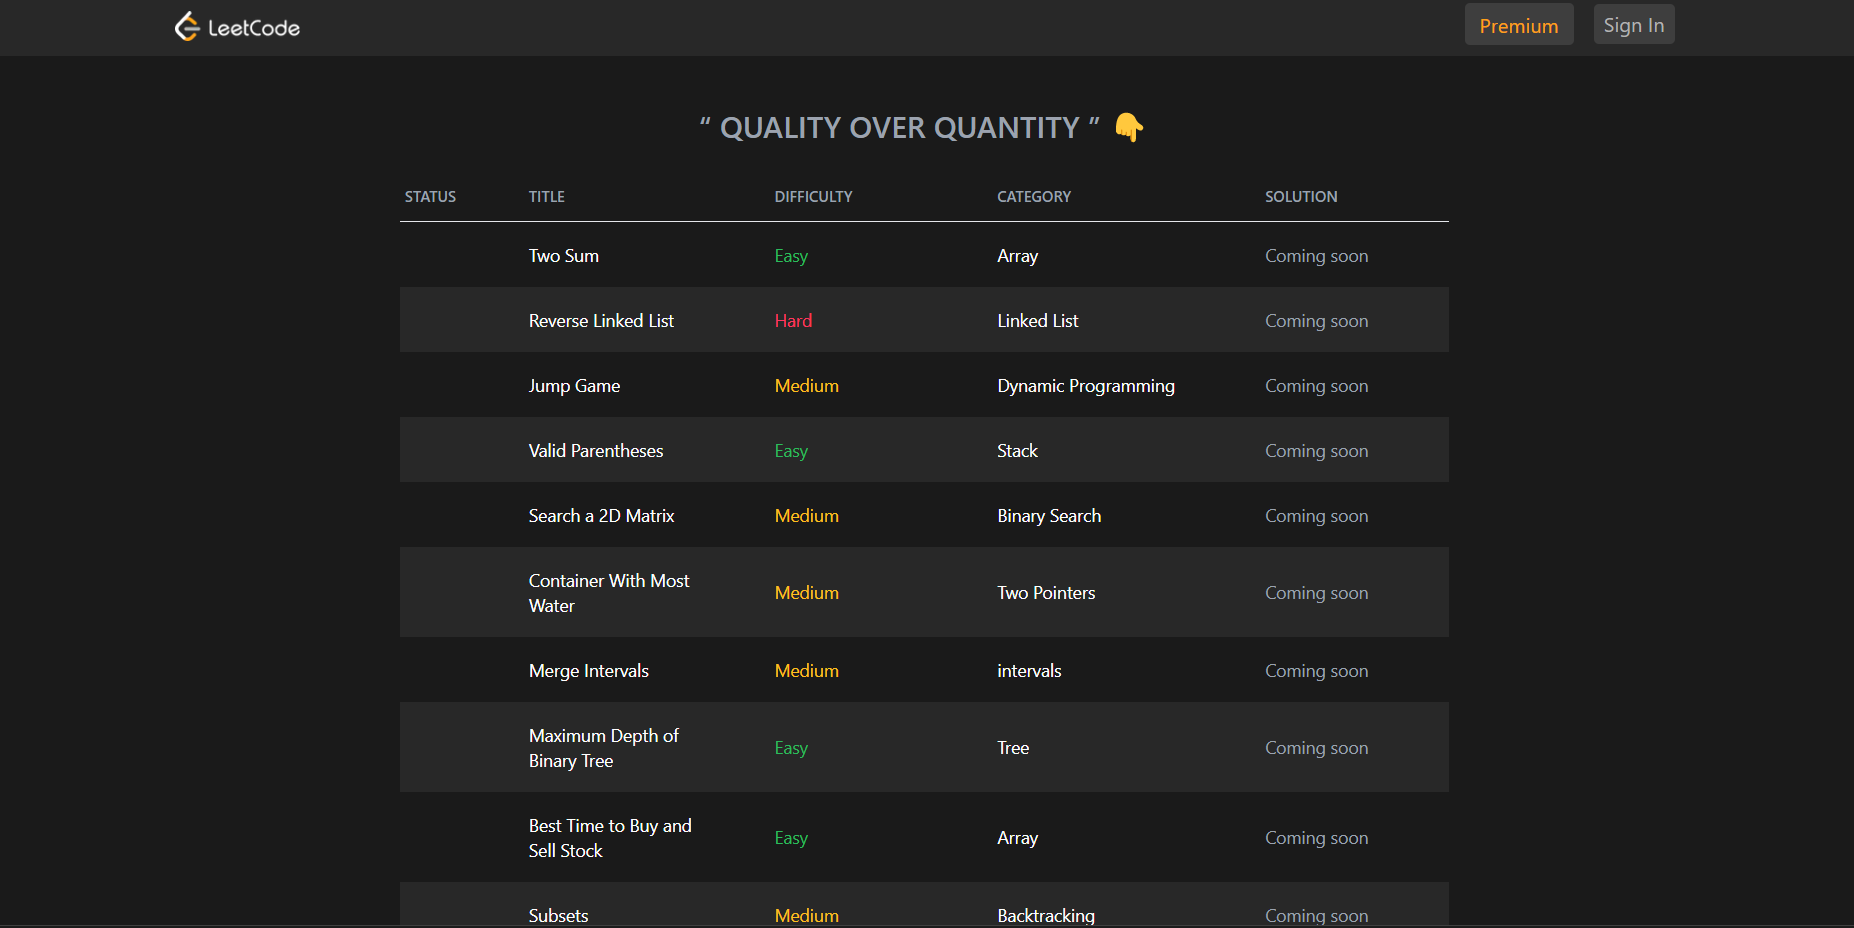 LeetCode Premium Sign In
“ QUALITY OVER QUANTITY ” 👇
STATUS TITLE DIFFICULTY CATEGORY SOLUTION
Two Sum Easy Array Coming soon
Reverse Linked List Hard Linked List Coming soon
Jump Game Medium Dynamic Programming Coming soon
Valid Parentheses Easy Stack Coming soon
Search a 2D Matrix Medium Binary Search Coming soon
Container With Most
Water Medium Two Pointers Coming soon
Merge Intervals Medium intervals Coming soon
Maximum Depth of
Binary Tree Easy Tree Coming soon
Best Time to Buy and
Sell Stock Easy Array Coming soon
Subsets Medium Backtracking Coming soon